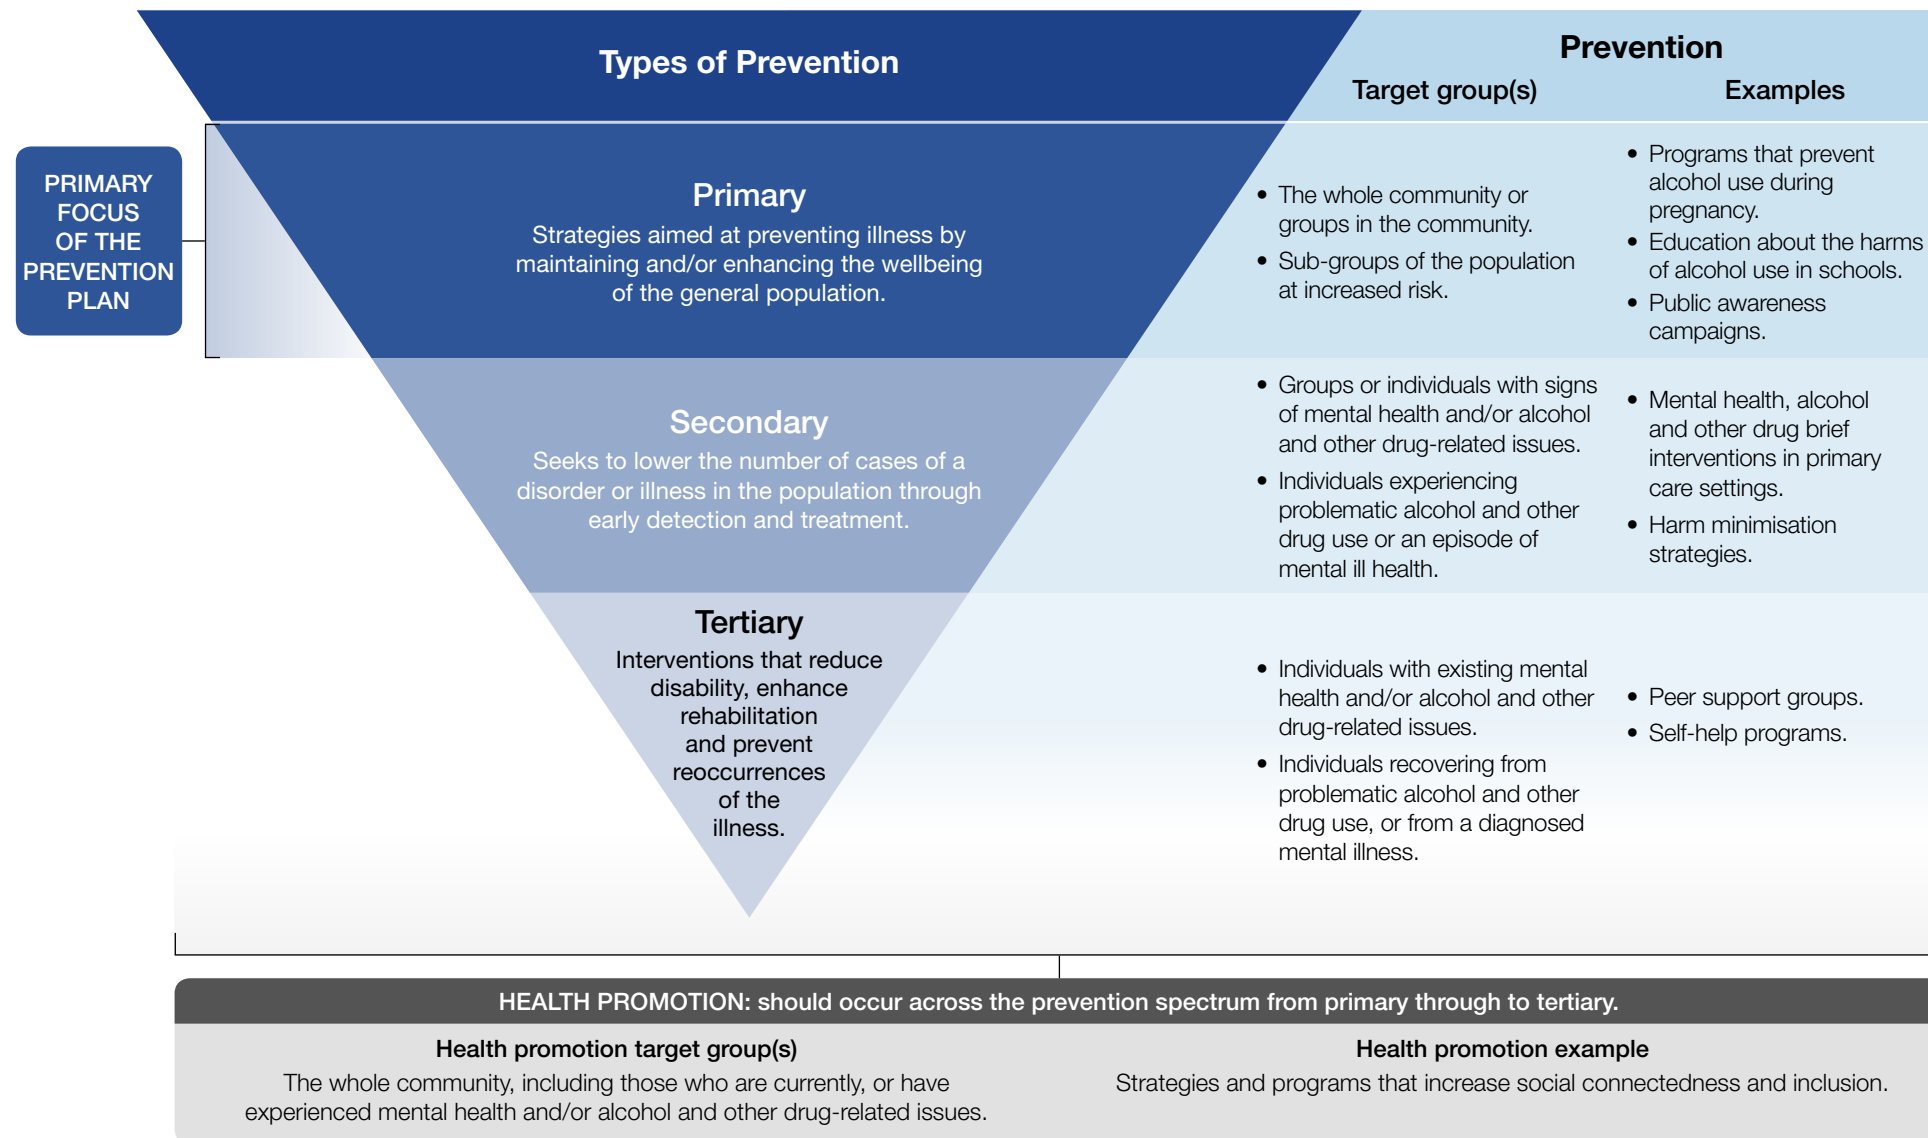 Types of Prevention
Prevention
Target group(s)
Examples
PRIMARY
FOCUS
OF THE
PREVENTION
PLAN
Primary
Strategies aimed at preventing illness by
maintaining and/or enhancing the wellbeing
of the general population.
• The whole community or
groups in the community.
• Sub-groups of the population
at increased risk.
• Programs that prevent
alcohol use during
pregnancy.
• Education about the harms
of alcohol use in schools.
• Public awareness
campaigns.
Secondary
Seeks to lower the number of cases of a
disorder or illness in the population through
early detection and treatment.
• Groups or individuals with signs
of mental health and/or alcohol
and other drug-related issues.
• Individuals experiencing
problematic alcohol and other
drug use or an episode of
mental ill health.
• Mental health, alcohol
and other drug brief
interventions in primary
care settings.
• Harm minimisation
strategies.
Tertiary
Interventions that reduce
disability, enhance
rehabilitation
and prevent
reoccurrences
of the
illness.
• Individuals with existing mental
health and/or alcohol and other
drug-related issues.
• Individuals recovering from
problematic alcohol and other
drug use, or from a diagnosed
mental illness.
• Peer support groups.
• Self-help programs.
HEALTH PROMOTION: should occur across the prevention spectrum from primary through to tertiary.
Health promotion target group(s)
The whole community, including those who are currently, or have
experienced mental health and/or alcohol and other drug-related issues.
Health promotion example
Strategies and programs that increase social connectedness and inclusion.